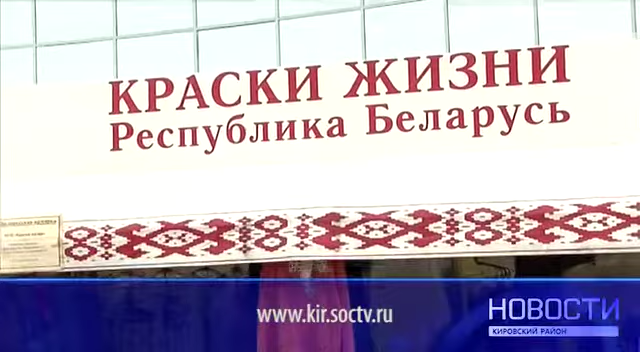 КРАСКИ ЖИЗНИ
Республика Беларусь
www.kir.soctv.ru
НОВОСТИ
КИРОВСКИЙ РАЙОН